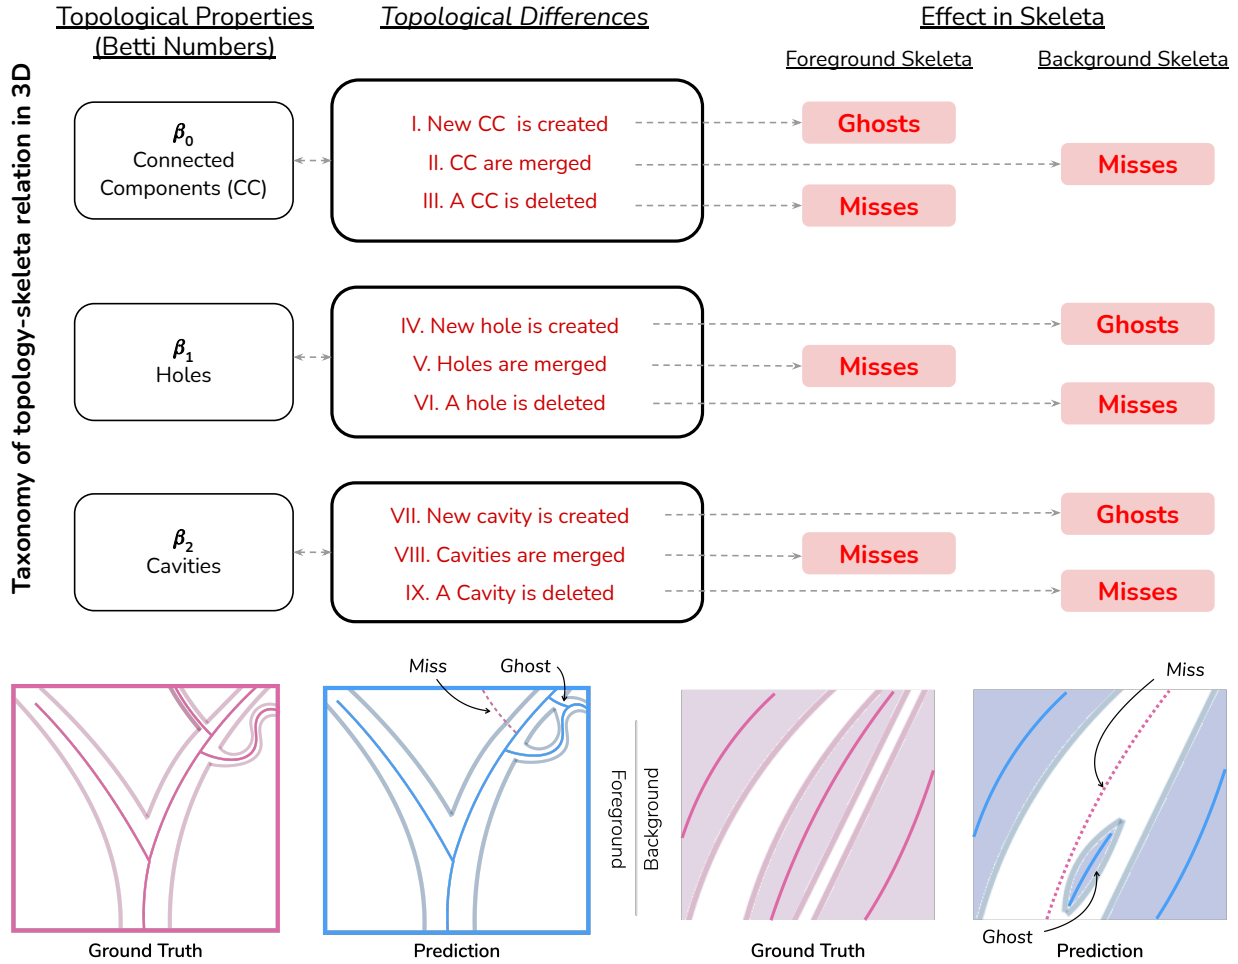 Topological Properties
(Betti Numbers)
Topological Differences
Effect in Skeleta
Foreground Skeleta
Background Skeleta
Taxonomy of topology-skeleta relation in 3D
β0
Connected
Components (CC)
I. New CC is created
II. CC are merged
III. A CC is deleted
Ghosts
Misses
Misses
β1
Holes
IV. New hole is created
V. Holes are merged
VI. A hole is deleted
Ghosts
Misses
Misses
β2
Cavities
VII. New cavity is created
VIII. Cavities are merged
IX. A Cavity is deleted
Ghosts
Misses
Misses
Miss
Ghost
Miss
Foreground
Background
Ghost
Ground Truth
Prediction
Ground Truth
Prediction